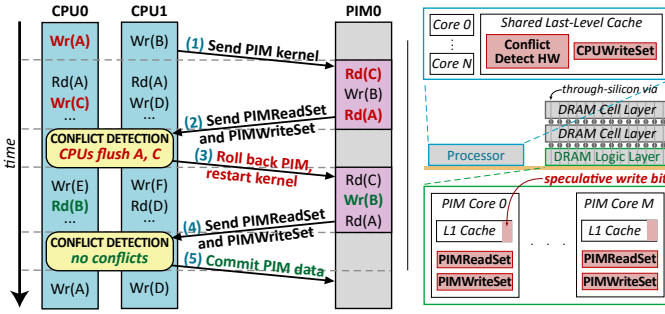 CPU0
CPU1
PIM0
time
Wr(A)
Wr(B)
(1) Send PIM kernel
Rd(C)
Wr(B)
Rd(A)
Rd(A)
Wr(C)
...
Rd(A)
Wr(D)
...
(2) Send PIMReadSet
and PIMWriteSet
CONFLICT DETECTION
CPUs flush A, C
(3) Roll back PIM,
restart kernel
Wr(E)
Rd(B)
...
Wr(F)
Rd(D)
...
Rd(C)
Wr(B)
Rd(A)
(4) Send PIMReadSet
and PIMWriteSet
CONFLICT DETECTION
no conflicts
(5) Commit PIM data
Wr(A)
Wr(D)
Core 0
...
Core N
Shared Last-Level Cache
Conflict
Detect HW
CPUWriteSet
through-silicon via
DRAM Cell Layer
DRAM Cell Layer
DRAM Logic Layer
Processor
speculative write bit
PIM Core 0
L1 Cache
PIMReadSet
PIMWriteSet
. . .
PIM Core M
L1 Cache
PIMReadSet
PIMWriteSet